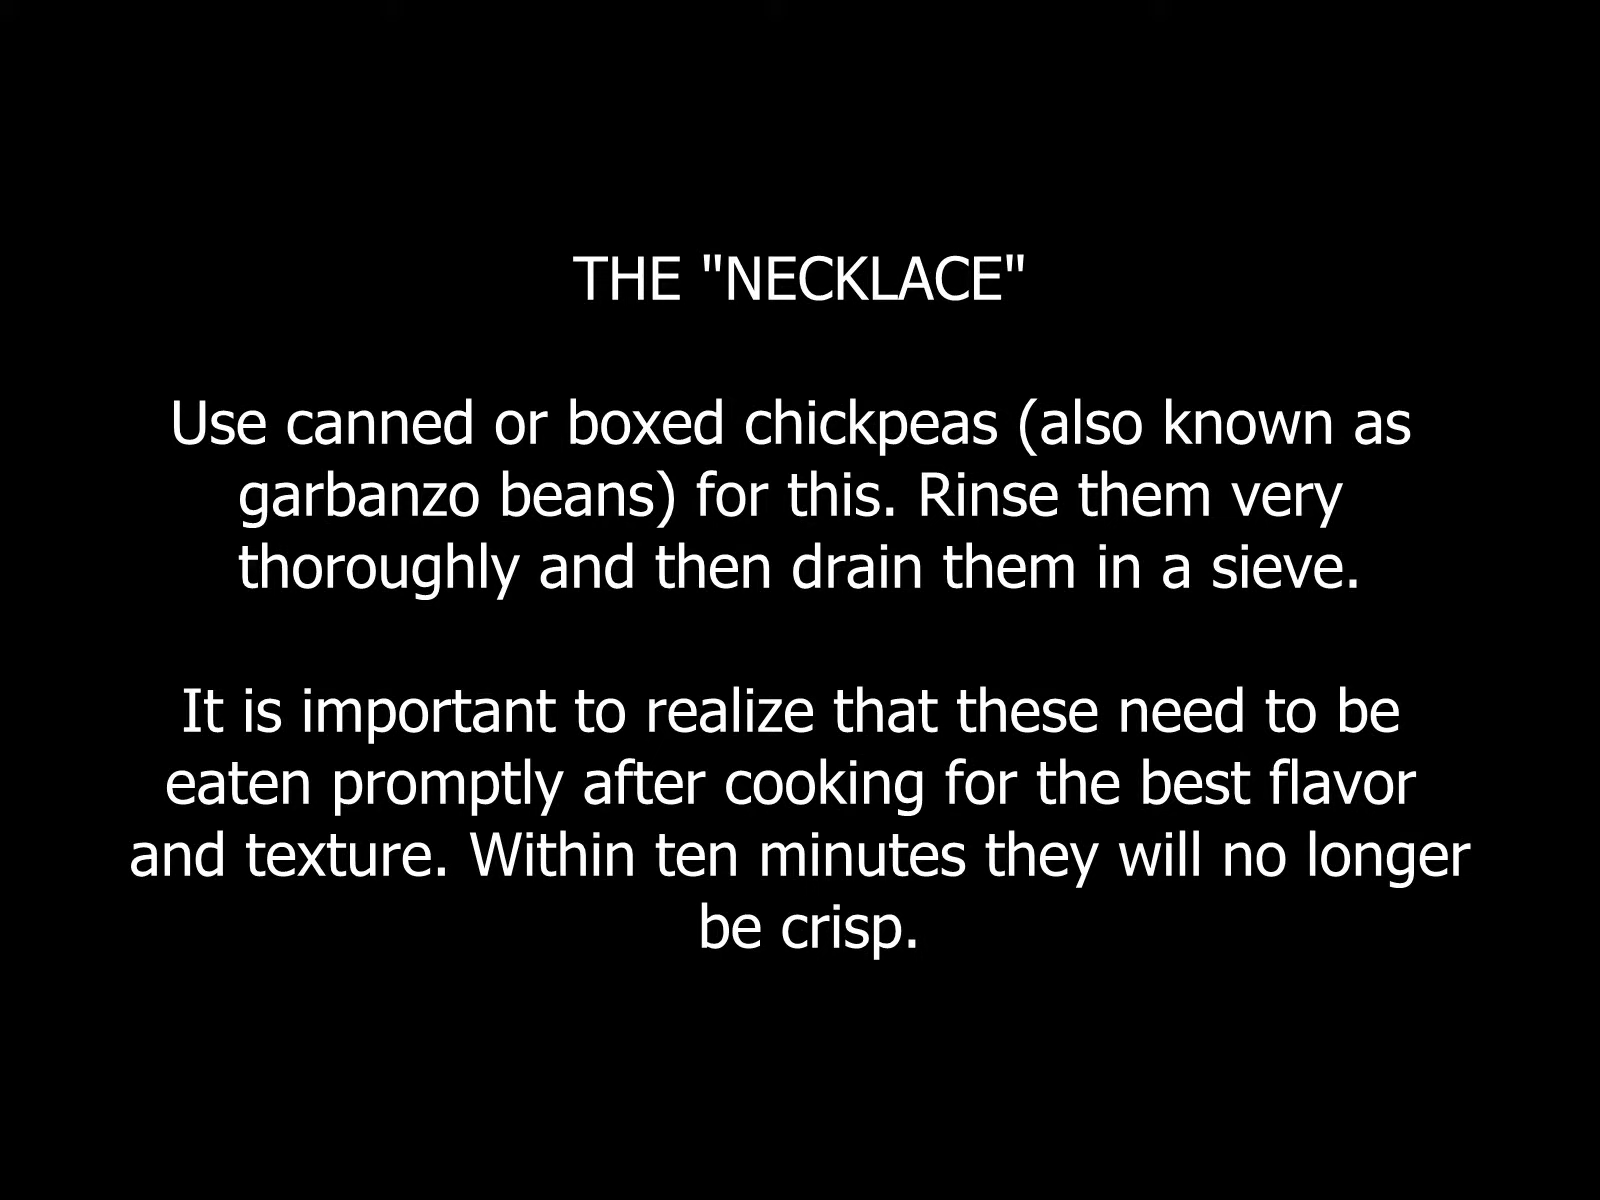 THE "NECKLACE"
Use canned or boxed chickpeas (also known as
garbanzo beans) for this. Rinse them very
thoroughly and then drain them in a sieve.
It is important to realize that these need to be
eaten promptly after cooking for the best flavor
and texture. Within ten minutes they will no longer
be crisp.